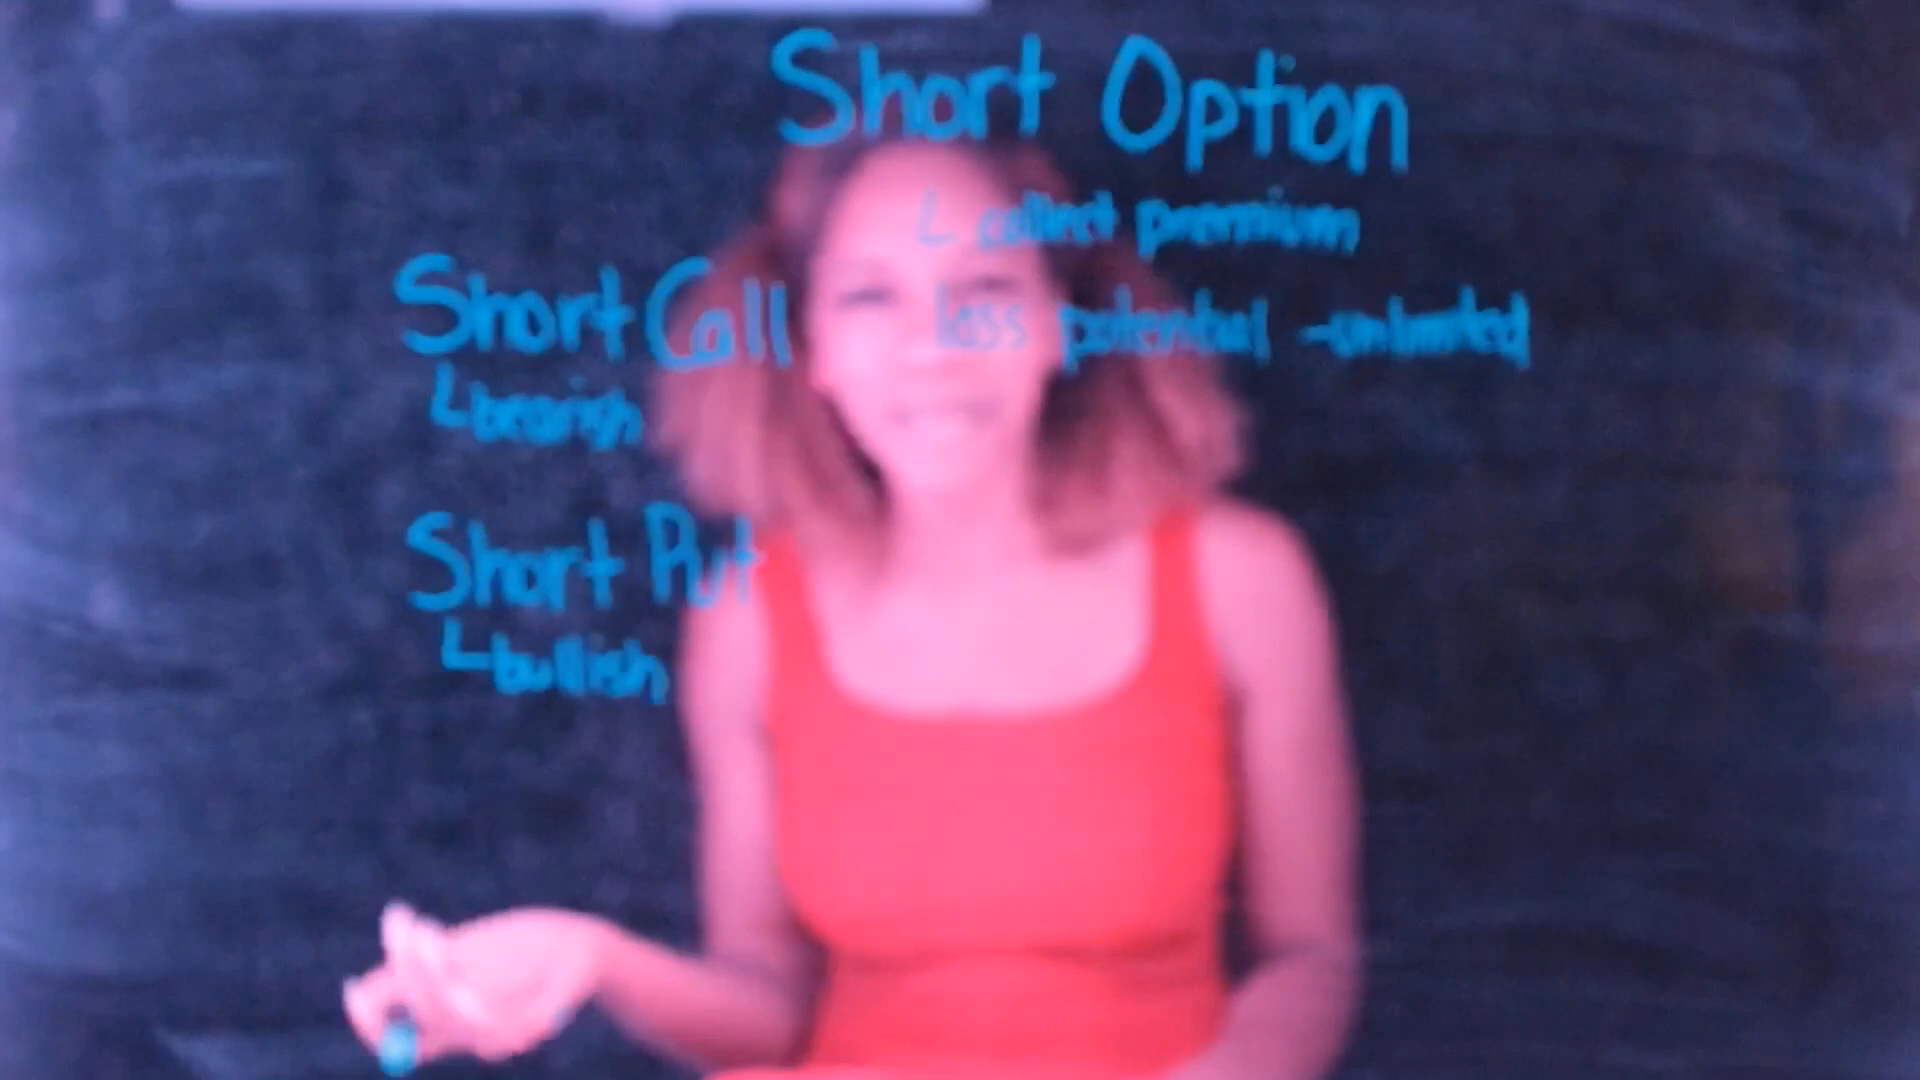 Short Option
L collect premium
Short Call
less potential -unlimited
L bearish
Short Put
L bullish